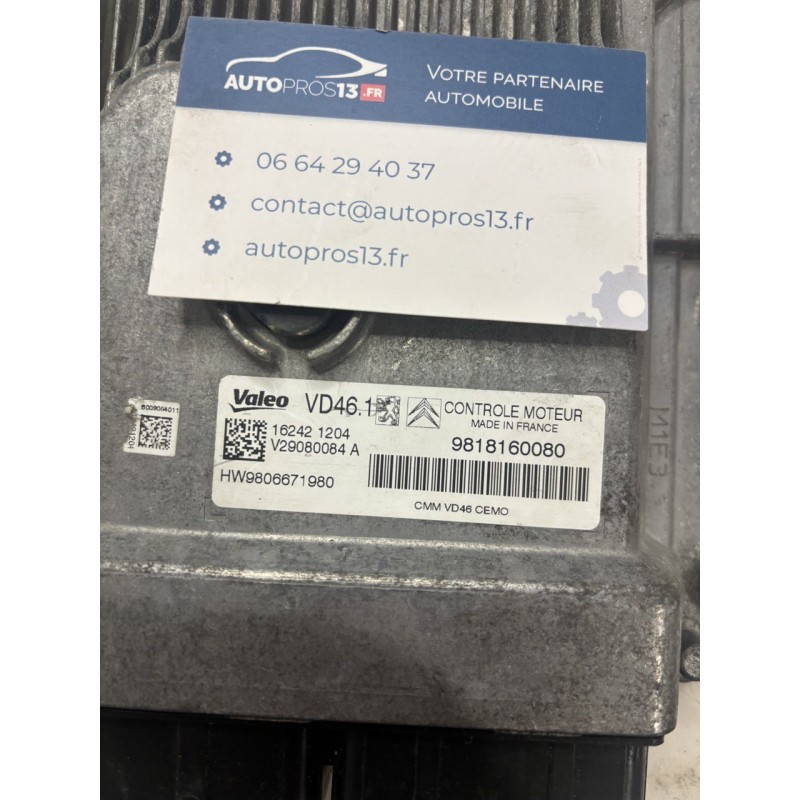 AUTOPROS13.FR
VOTRE PARTENAIRE
AUTOMOBILE
06 64 29 40 37
contact@autopros13.fr
autopros13.fr
Valeo VD46.1 CONTROLE MOTEUR
MADE IN FRANCE
16242 1204
V29080084 A
9818160080
HW9806671980
CMM VD46 CEMO
M1E3